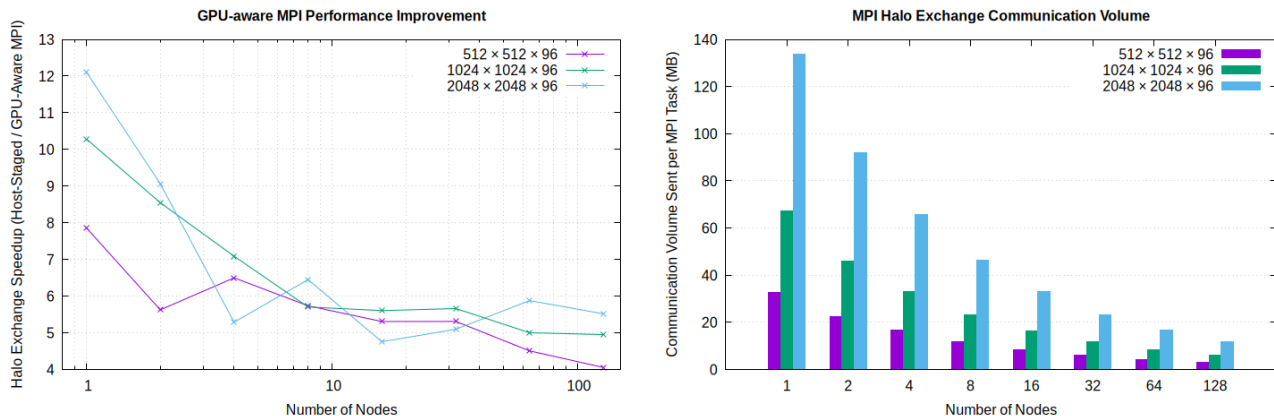 GPU-aware MPI Performance Improvement
Halo Exchange Speedup (Host-Staged / GPU-Aware MPI)
13
12
11
10
9
8
7
6
5
4
512 × 512 × 96
1024 × 1024 × 96
2048 × 2048 × 96
1 10 100
Number of Nodes
MPI Halo Exchange Communication Volume
Communication Volume Sent per MPI Task (MB)
140
120
100
80
60
40
20
0
512 × 512 × 96
1024 × 1024 × 96
2048 × 2048 × 96
1 2 4 8 16 32 64 128
Number of Nodes